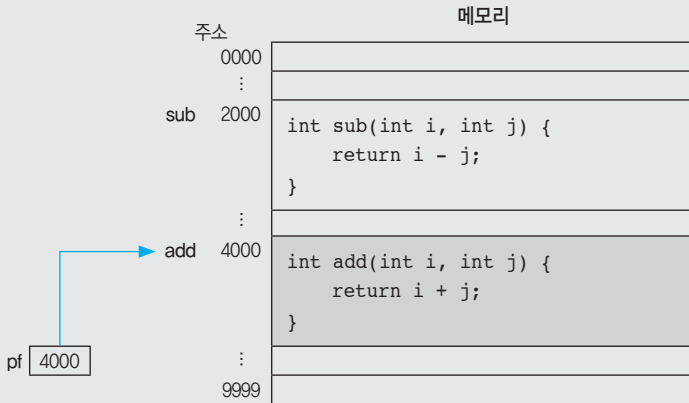 메모리
주소
0000
⋮
sub 2000
int sub(int i, int j) {
return i - j;
}
⋮
add 4000
int add(int i, int j) {
return i + j;
}
pf 4000
⋮
9999